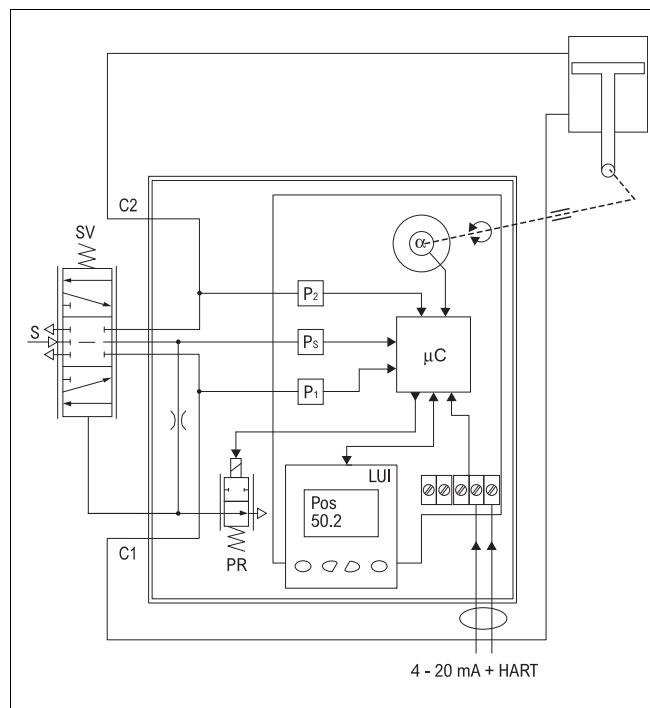 C2
SV
α
P₂
S
Pₛ
μC
P₁
LUI
Pos
50.2
C1
PR
4 - 20 mA + HART